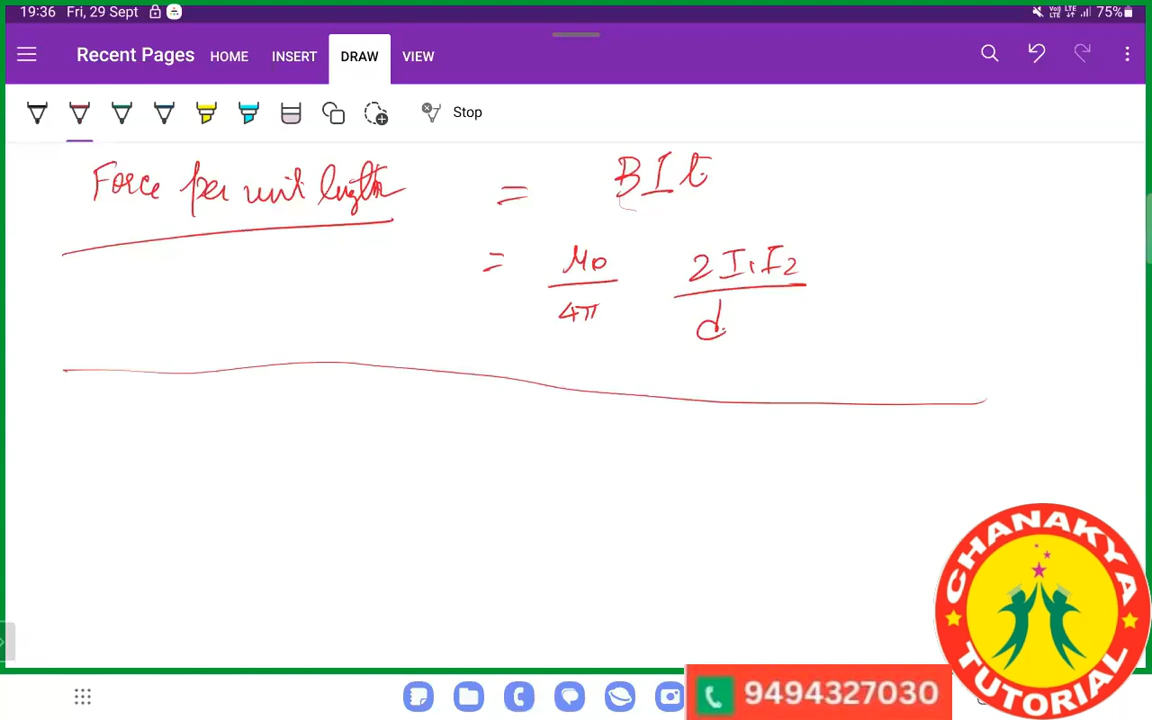 19:36 Fri, 29 Sept 75%
Recent Pages HOME INSERT DRAW VIEW
Stop
Force per unit length = BIl
= μ0/4π 2I1I2/d
CHANAKYA
TUTORIAL
9494327030